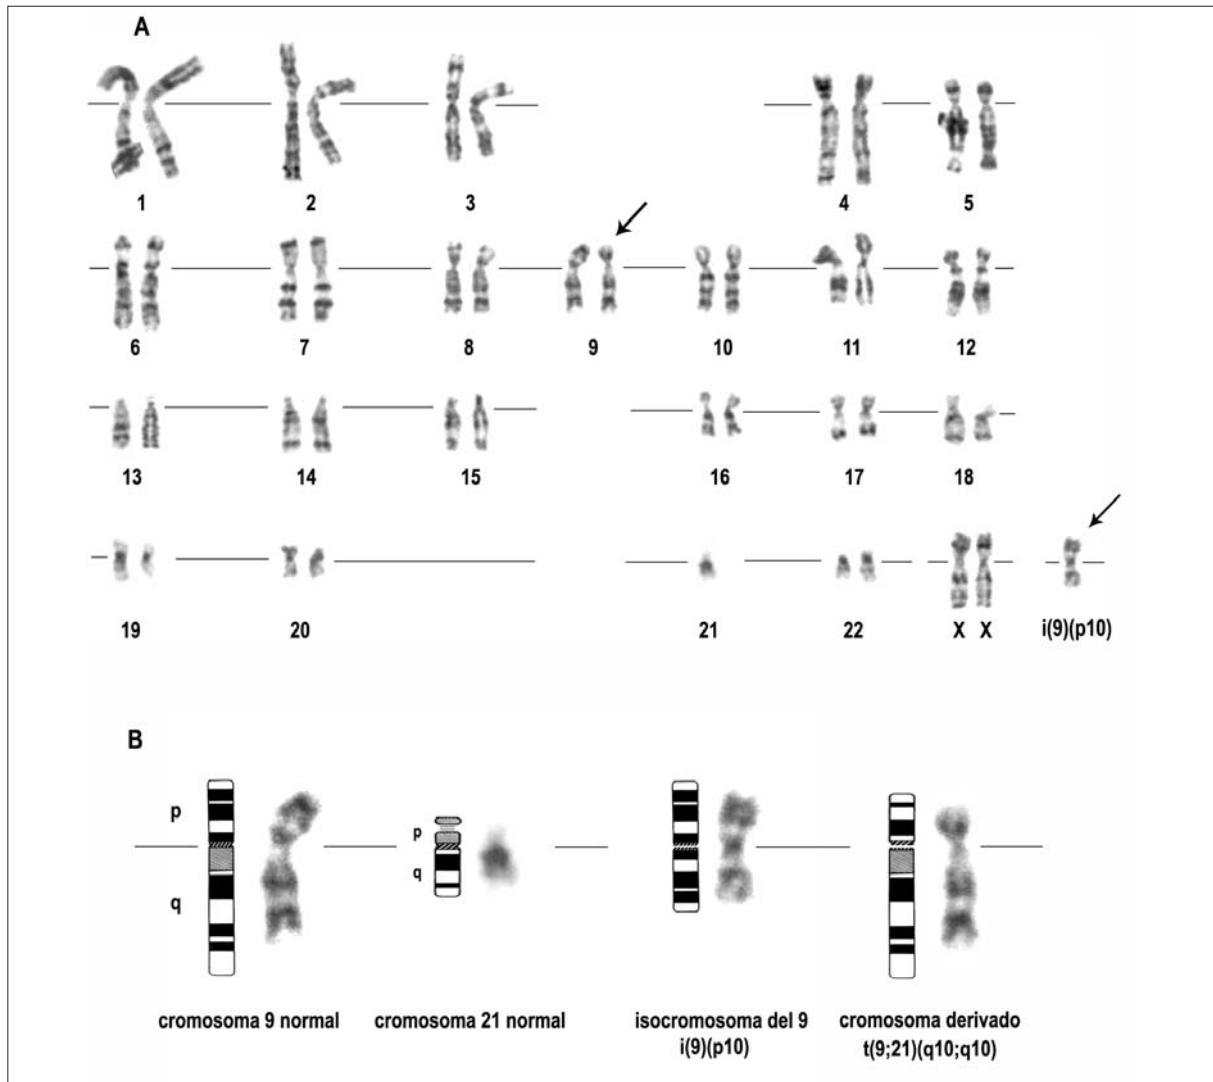 A
1 2 3 4 5
6 7 8 9 10 11 12
13 14 15 16 17 18
19 20 21 22 X X i(9)(p10)
B
p
q
p
q
cromosoma 9 normal
cromosoma 21 normal
isocromosoma del 9
i(9)(p10)
cromosoma derivado
t(9;21)(q10;q10)